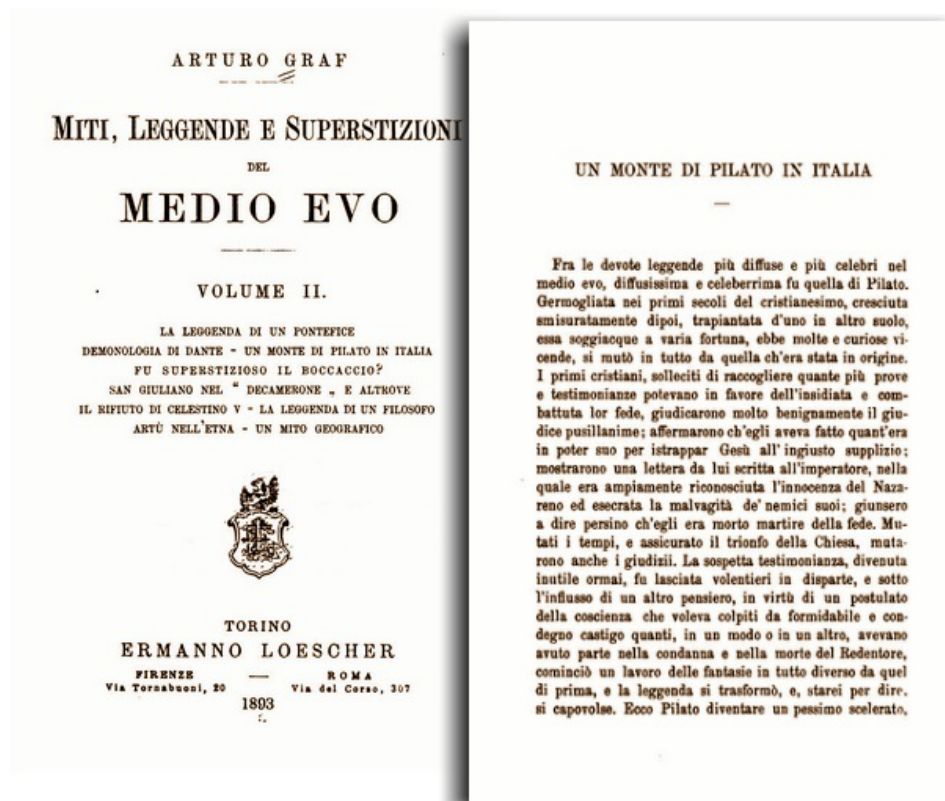 ARTURO GRAF
MITI, LEGGENDE E SUPERSTIZIONI
DEL
MEDIO EVO
VOLUME II.
LA LEGGENDA DI UN PONTEFICE
DEMONOLOGIA DI DANTE - UN MONTE DI PILATO IN ITALIA
FU SUPERSTIZIOSO IL BOCCACCIO?
SAN GIULIANO NEL " DECAMERONE „ E ALTROVE
IL RIFIUTO DI CELESTINO V - LA LEGGENDA DI UN FILOSOFO
ARTÙ NELL'ETNA - UN MITO GEOGRAFICO
TORINO
ERMANNO LOESCHER
FIRENZE — ROMA
Via Tornabuoni, 20 Via del Corso, 307
1893
UN MONTE DI PILATO IN ITALIA
Fra le devote leggende più diffuse e più celebri nel
medio evo, diffusissima e celeberrima fu quella di Pilato.
Germogliata nei primi secoli del cristianesimo, cresciuta
smisuratamente dipoi, trapiantata d'uno in altro suolo,
essa soggiacque a varia fortuna, ebbe molte e curiose vi-
cende, si mutò in tutto da quella ch'era stata in origine.
I primi cristiani, solleciti di raccogliere quante più prove
e testimonianze potevano in favore dell'insidiata e com-
battuta lor fede, giudicarono molto benignamente il giu-
dice pusillanime; affermarono ch'egli aveva fatto quant'era
in poter suo per istrappar Gesù all'ingiusto supplizio;
mostrarono una lettera da lui scritta all'imperatore, nella
quale era ampiamente riconosciuta l'innocenza del Naza-
reno ed esecrata la malvagità de' nemici suoi; giunsero
a dire persino ch'egli era morto martire della fede. Mu-
tati i tempi, e assicurato il trionfo della Chiesa, muta-
rono anche i giudizii. La sospetta testimonianza, divenuta
inutile ormai, fu lasciata volentieri in disparte, e sotto
l'influsso di un altro pensiero, in virtù di un postulato
della coscienza che voleva colpiti da formidabile e con-
degno castigo quanti, in un modo o in un altro, avevano
avuto parte nella condanna e nella morte del Redentore,
cominciò un lavoro delle fantasie in tutto diverso da quel
di prima, e la leggenda si trasformò, e, starei per dire,
si capovolse. Ecco Pilato diventare un pessimo scelerato,